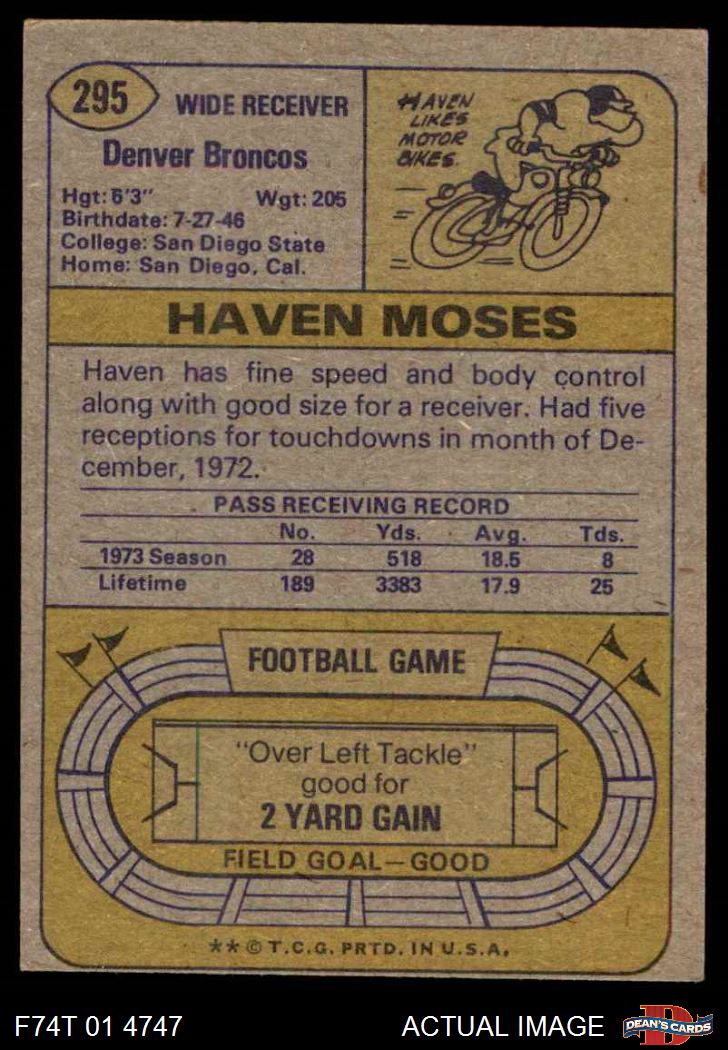 295
WIDE RECEIVER
Denver Broncos
Hgt: 6'3" Wgt: 205
Birthdate: 7-27-46
College: San Diego State
Home: San Diego, Cal.
HAVEN
LIKES
MOTOR
BIKES.
HAVEN MOSES
Haven has fine speed and body control
along with good size for a receiver. Had five
receptions for touchdowns in month of De-
cember, 1972.
PASS RECEIVING RECORD
No. Yds. Avg. Tds.
1973 Season 28 518 18.5 8
Lifetime 189 3383 17.9 25
FOOTBALL GAME
"Over Left Tackle"
good for
2 YARD GAIN
FIELD GOAL—GOOD
**© T.C.G. PRTD. IN U.S.A.
F74T 01 4747 ACTUAL IMAGE
D
DEAN'S CARDS